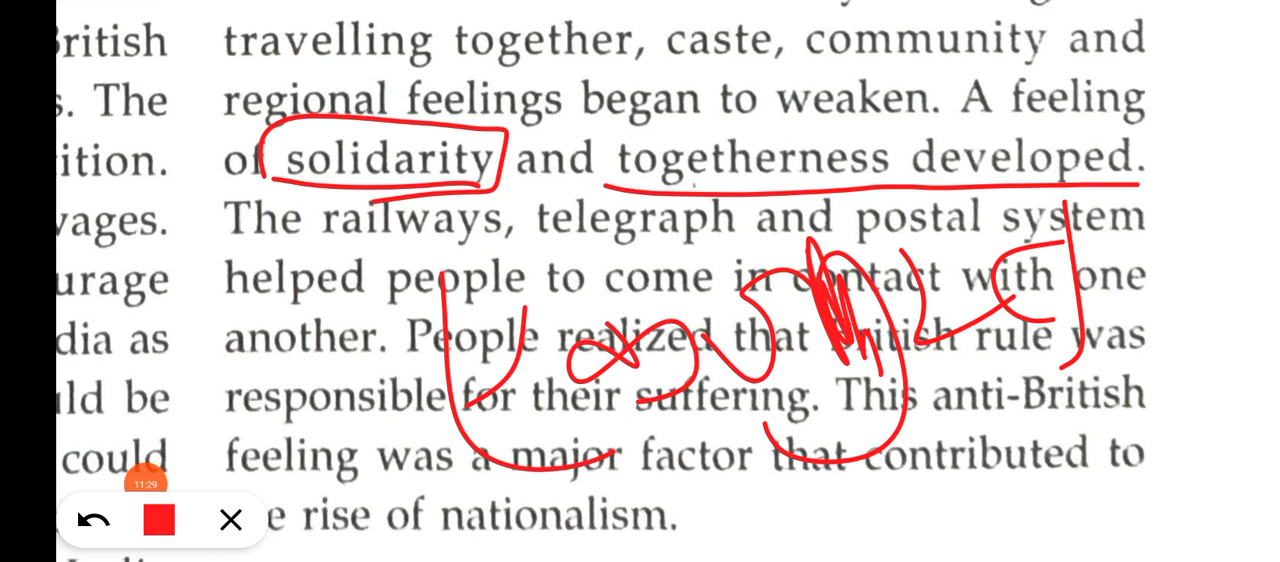 ritish
s. The
ition.
vages.
urage
dia as
ld be
could
travelling together, caste, community and
regional feelings began to weaken. A feeling
of solidarity and togetherness developed.
The railways, telegraph and postal system
helped people to come in contact with one
another. People realized that British rule was
responsible for their suffering. This anti-British
feeling was a major factor that contributed to
e rise of nationalism.
11:29